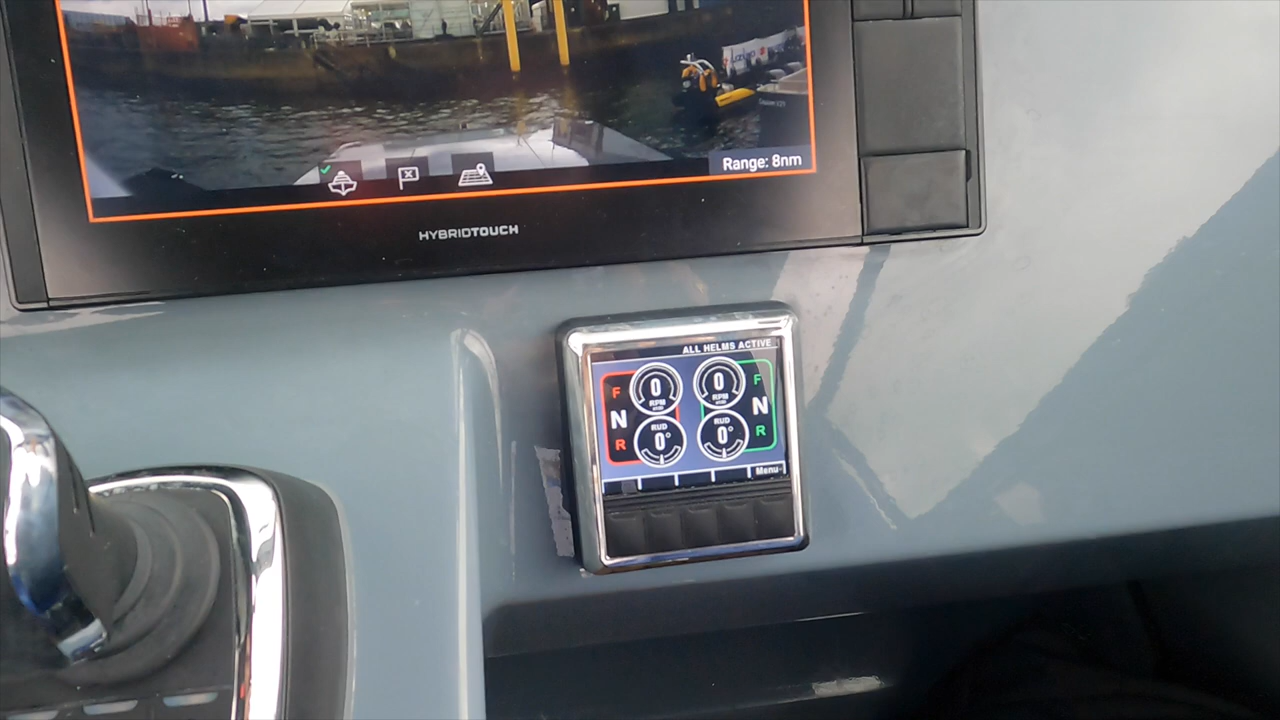 Range: 8nm
HYBRIDTOUCH
ALL HELMS ACTIVE
F
N
R
0
RPM
0
RPM
F
N
R
RUD
0°
RUD
0°
Menu